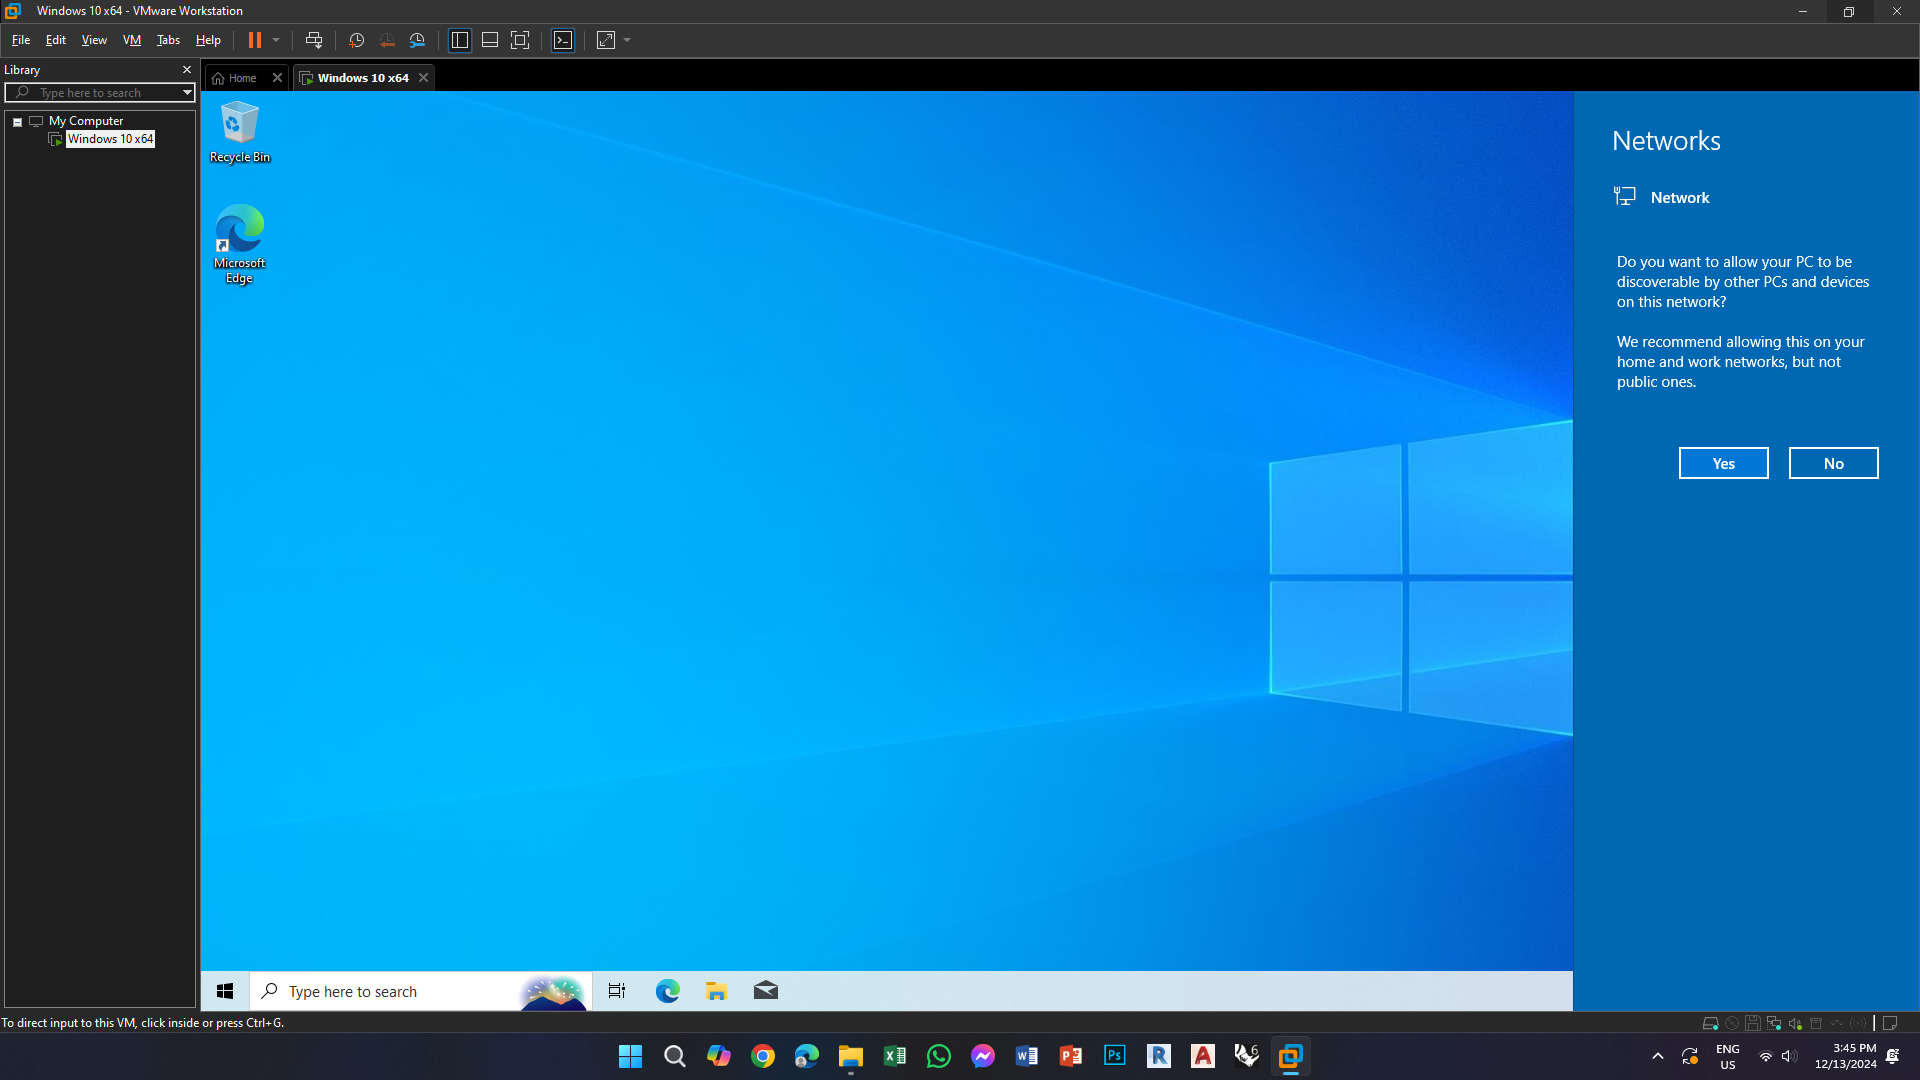 Windows 10 x64 - VMware Workstation
File Edit View VM Tabs Help
Library
Type here to search
My Computer
Windows 10 x64
Home
Windows 10 x64
Recycle Bin
Microsoft
Edge
Networks
Network
Do you want to allow your PC to be
discoverable by other PCs and devices
on this network?
We recommend allowing this on your
home and work networks, but not
public ones.
Yes No
Type here to search
To direct input to this VM, click inside or press Ctrl+G.
Ps
R
A
6
ENG
US
3:45 PM
12/13/2024